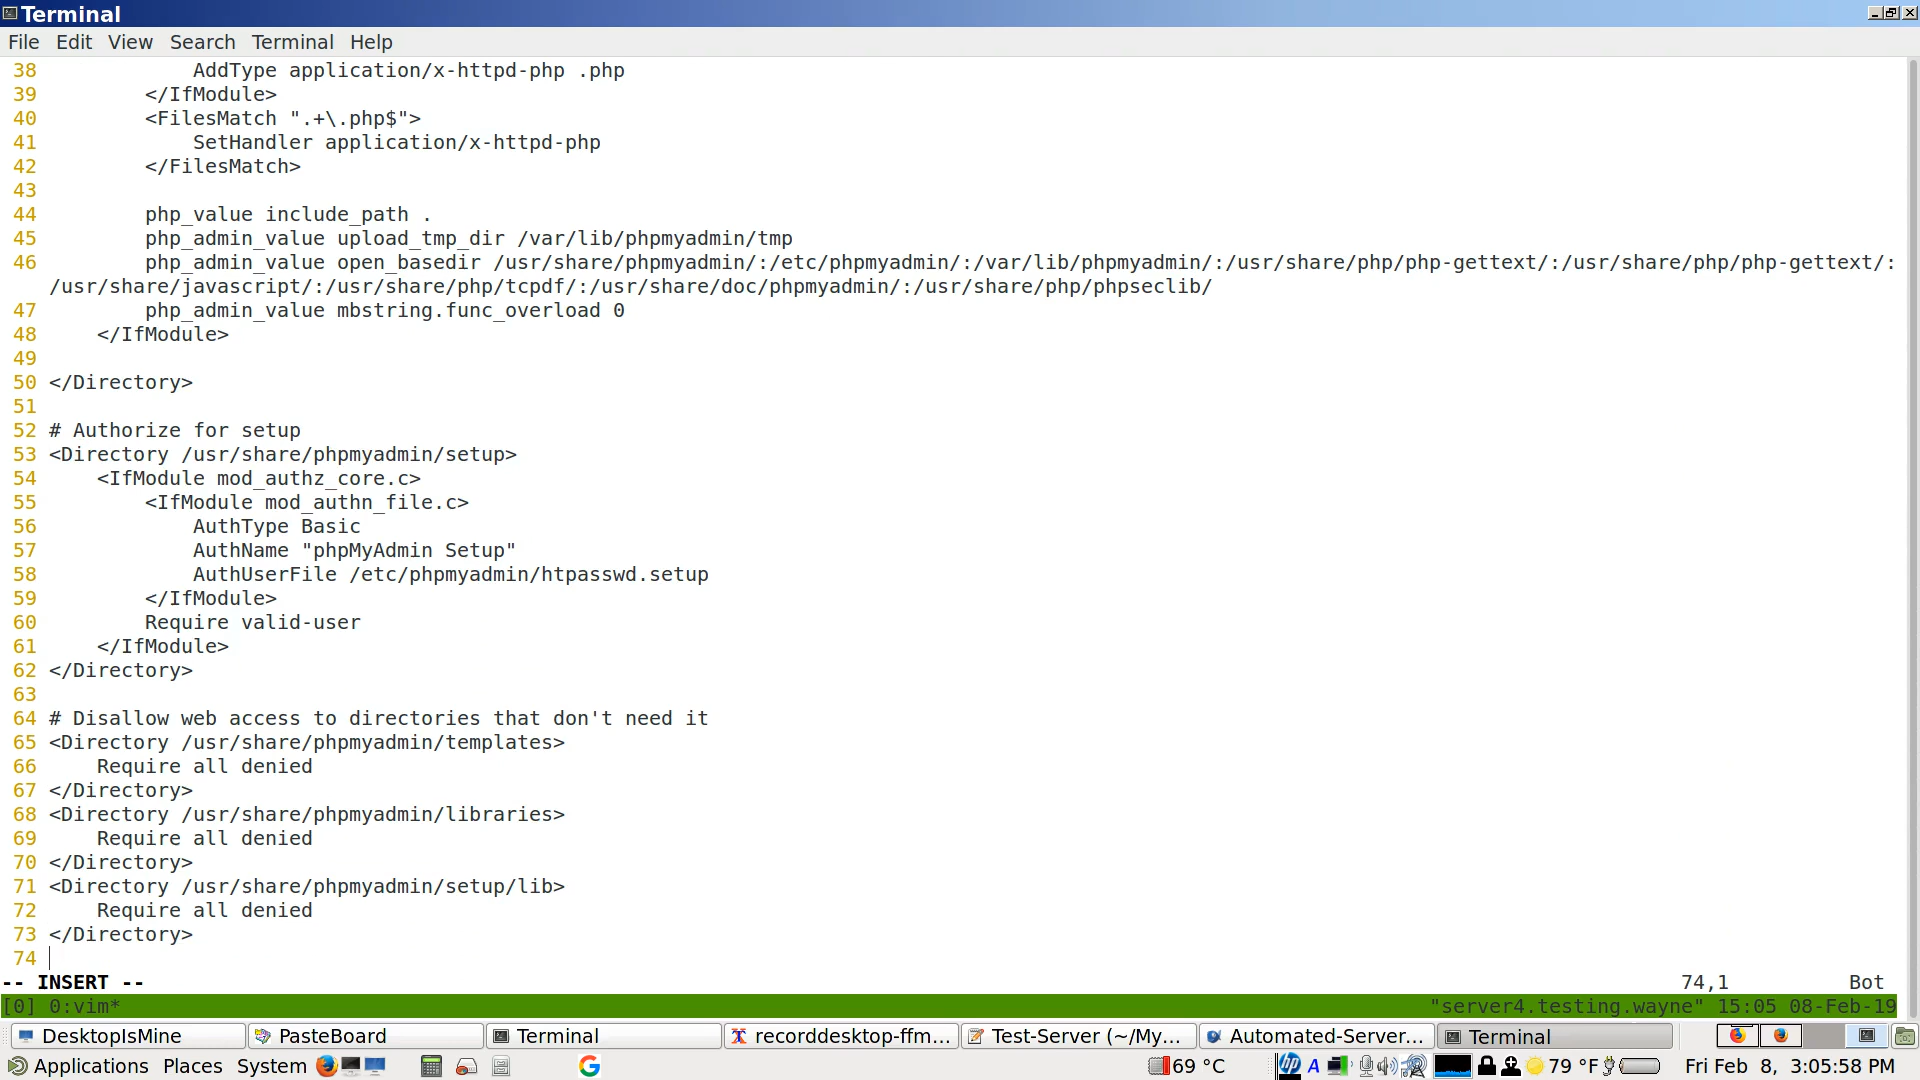 Terminal
File Edit View Search Terminal Help
38             AddType application/x-httpd-php .php
39         </IfModule>
40         <FilesMatch ".+\.php$">
41             SetHandler application/x-httpd-php
42         </FilesMatch>
43
44         php_value include_path .
45         php_admin_value upload_tmp_dir /var/lib/phpmyadmin/tmp
46         php_admin_value open_basedir /usr/share/phpmyadmin/:/etc/phpmyadmin/:/var/lib/phpmyadmin/:/usr/share/php/php-gettext/:/usr/share/php/php-gettext/:
/usr/share/javascript/:/usr/share/php/tcpdf/:/usr/share/doc/phpmyadmin/:/usr/share/php/phpseclib/
47         php_admin_value mbstring.func_overload 0
48     </IfModule>
49
50 </Directory>
51
52 # Authorize for setup
53 <Directory /usr/share/phpmyadmin/setup>
54     <IfModule mod_authz_core.c>
55         <IfModule mod_authn_file.c>
56             AuthType Basic
57             AuthName "phpMyAdmin Setup"
58             AuthUserFile /etc/phpmyadmin/htpasswd.setup
59         </IfModule>
60         Require valid-user
61     </IfModule>
62 </Directory>
63
64 # Disallow web access to directories that don't need it
65 <Directory /usr/share/phpmyadmin/templates>
66     Require all denied
67 </Directory>
68 <Directory /usr/share/phpmyadmin/libraries>
69     Require all denied
70 </Directory>
71 <Directory /usr/share/phpmyadmin/setup/lib>
72     Require all denied
73 </Directory>
74
-- INSERT -- 74,1 Bot
[0] 0:vim* "server4.testing.wayne" 15:05 08-Feb-19
DesktopIsMine PasteBoard Terminal recorddesktop-ffm... Test-Server (~/My... Automated-Server... Terminal
Applications Places System G 69 °C hp A 79 °F Fri Feb 8, 3:05:58 PM